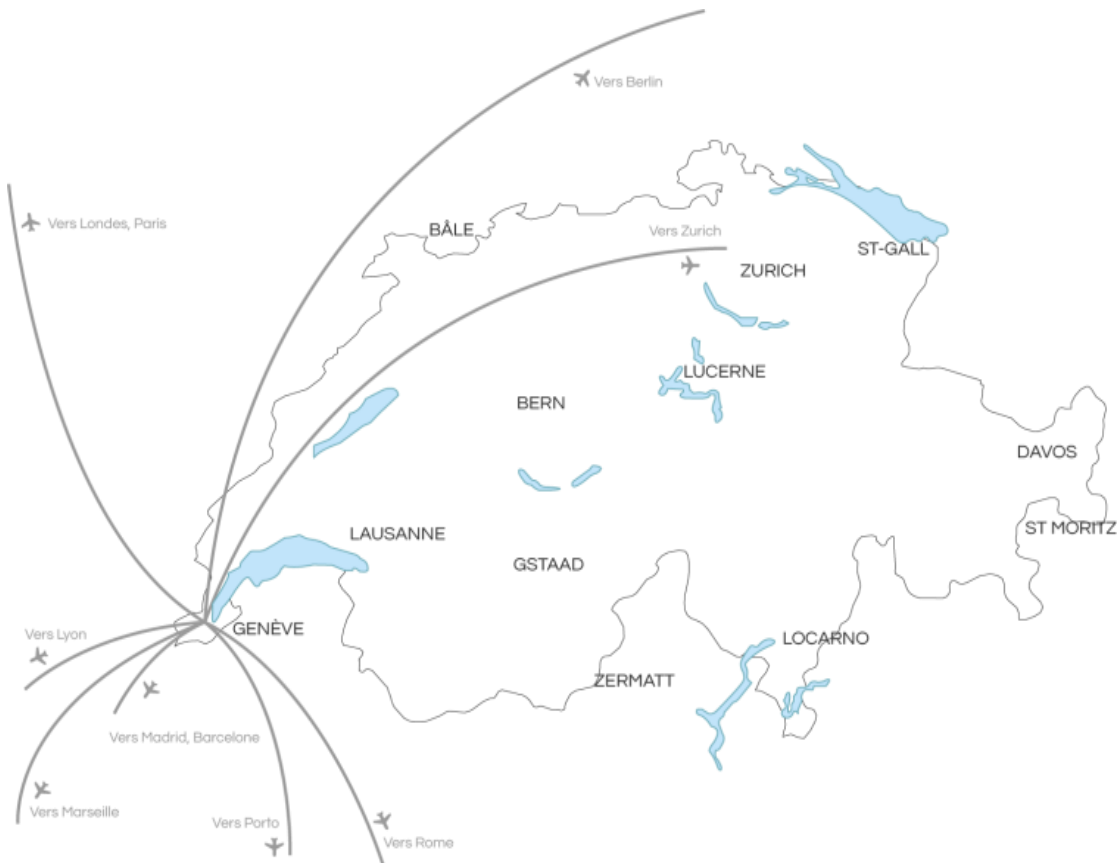 Vers Berlin
Vers Londes, Paris
BÂLE
Vers Zurich
ST-GALL
ZURICH
LUCERNE
BERN
DAVOS
LAUSANNE
ST MORITZ
GSTAAD
GENÈVE
Vers Lyon
LOCARNO
ZERMATT
Vers Madrid, Barcelone
Vers Marseille
Vers Porto
Vers Rome